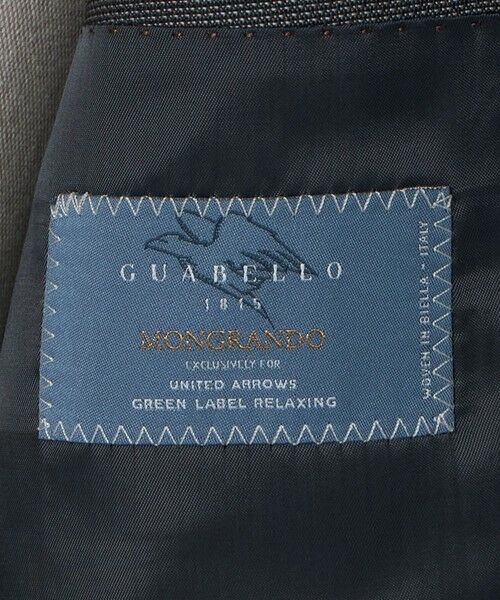 GUABELLO
1815
MONGRANDO
EXCLUSIVELY FOR
UNITED ARROWS
GREEN LABEL RELAXING
WOVEN IN BIELLA - ITALY